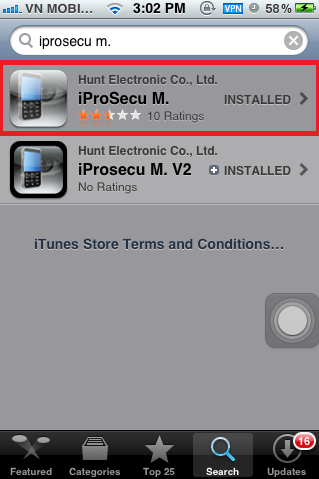 VN MOBI... 3:02 PM VPN 58%
iprosecu m.
Hunt Electronic Co., Ltd.
iProSecu M. INSTALLED
10 Ratings
Hunt Electronic Co., Ltd.
iProsecu M. V2 INSTALLED
No Ratings
iTunes Store Terms and Conditions...
16
Featured Categories Top 25 Search Updates